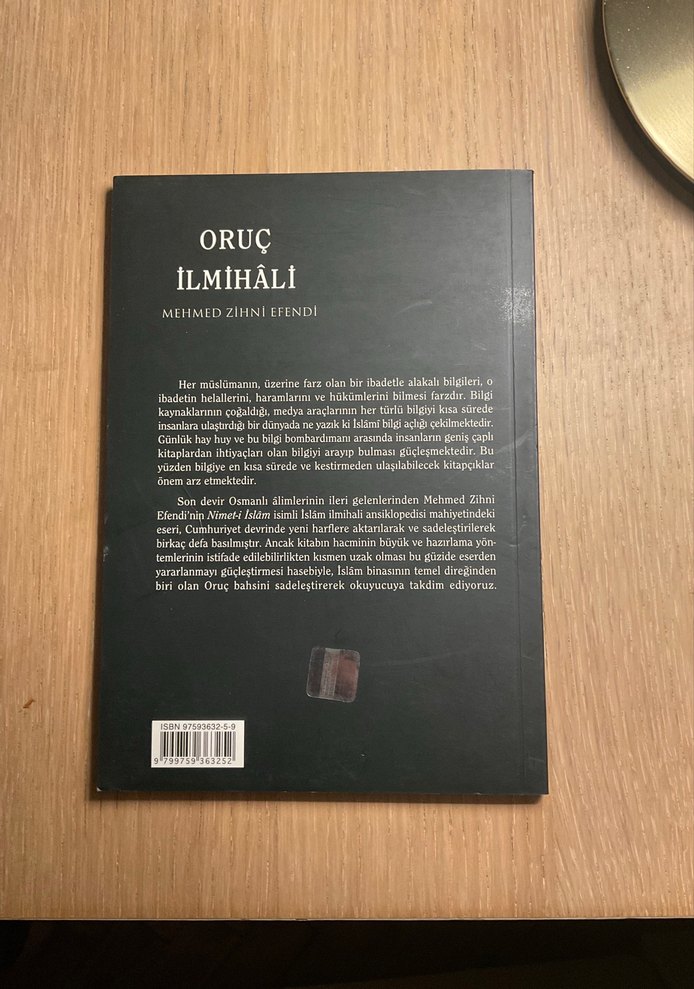 ORUÇ
İLMİHÂLİ
MEHMED ZİHNİ EFENDİ
Her müslümanın, üzerine farz olan bir ibadetle alakalı bilgileri, o
ibadetin helallerini, haramlarını ve hükümlerini bilmesi farzdır. Bilgi
kaynaklarının çoğaldığı, medya araçlarının her türlü bilgiyi kısa sürede
insanlara ulaştırdığı bir dünyada ne yazık ki İslâmî bilgi açlığı çekilmektedir.
Günlük hay huy ve bu bilgi bombardımanı arasında insanların geniş çaplı
kitaplardan ihtiyaçları olan bilgiyi arayıp bulması güçleşmektedir. Bu
yüzden bilgiye en kısa sürede ve kestirmeden ulaşılabilecek kitapçıklar
önem arz etmektedir.
Son devir Osmanlı âlimlerinin ileri gelenlerinden Mehmed Zihni
Efendi'nin Nimet-i İslâm isimli İslâm ilmihali ansiklopedisi mahiyetindeki
eseri, Cumhuriyet devrinde yeni harflere aktarılarak ve sadeleştirilerek
birkaç defa basılmıştır. Ancak kitabın hacminin büyük ve hazırlama yön-
temlerinin istifade edilebilirlikten kısmen uzak olması bu güzide eserden
yararlanmayı güçleştirmesi hasebiyle, İslâm binasının temel direğinden
biri olan Oruç bahsini sadeleştirerek okuyucuya takdim ediyoruz.
ISBN 97593632-5-9
9 799759 363252